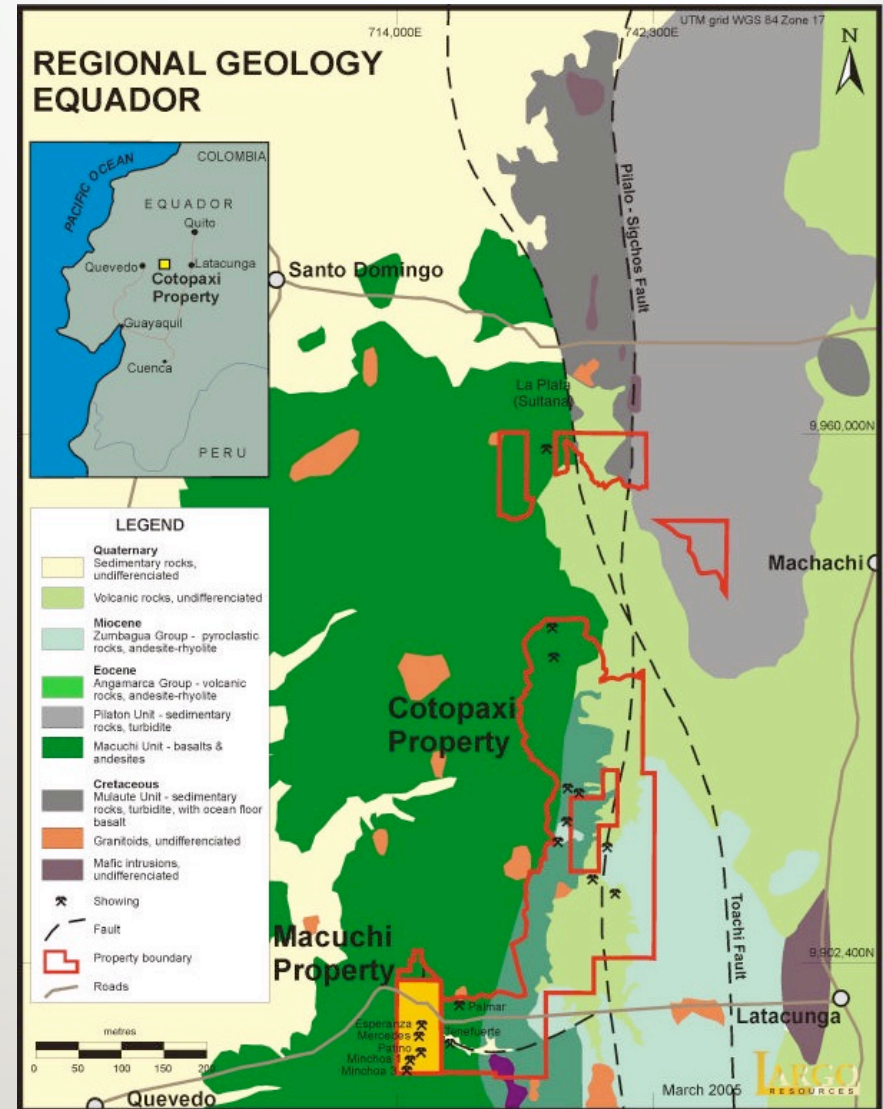 UTM grid WGS 84 Zone 17
714,000E
742,300E
N
REGIONAL GEOLOGY
EQUADOR
PACIFIC OCEAN
COLOMBIA
EQUADOR
Quito
Quevedo
Latacunga
Cotopaxi
Property
Guayaquil
Cuenca
PERU
Santo Domingo
Pilalo - Sigchos Fault
La Plata
(Sultana)
9,960,000N
Machachi
LEGEND
Quaternary
Sedimentary rocks,
undifferenciated
Volcanic rocks, undifferenciated
Miocene
Zumbagua Group - pyroclastic
rocks, andesite-rhyolite
Eocene
Angamarca Group - volcanic
rocks, andesite-rhyolite
Pilaton Unit - sedimentary
rocks, turbidite
Macuchi Unit - basalts &
andesites
Cretaceous
Mulaute Unit - sedimentary
rocks, turbidite, with ocean floor
basalt
Granitoids, undifferenciated
Mafic intrusions,
undifferenciated
Showing
Fault
Property boundary
Roads
metres
0 50 100 150 200
Cotopaxi
Property
Macuchi
Property
Toachi Fault
9,902,400N
Palmar
Esperanza
Mercedes
Tenefuerte
Patino
Minchoa 1
Minchoa 3
Latacunga
Quevedo
March 2005
LARGO
RESOURCES